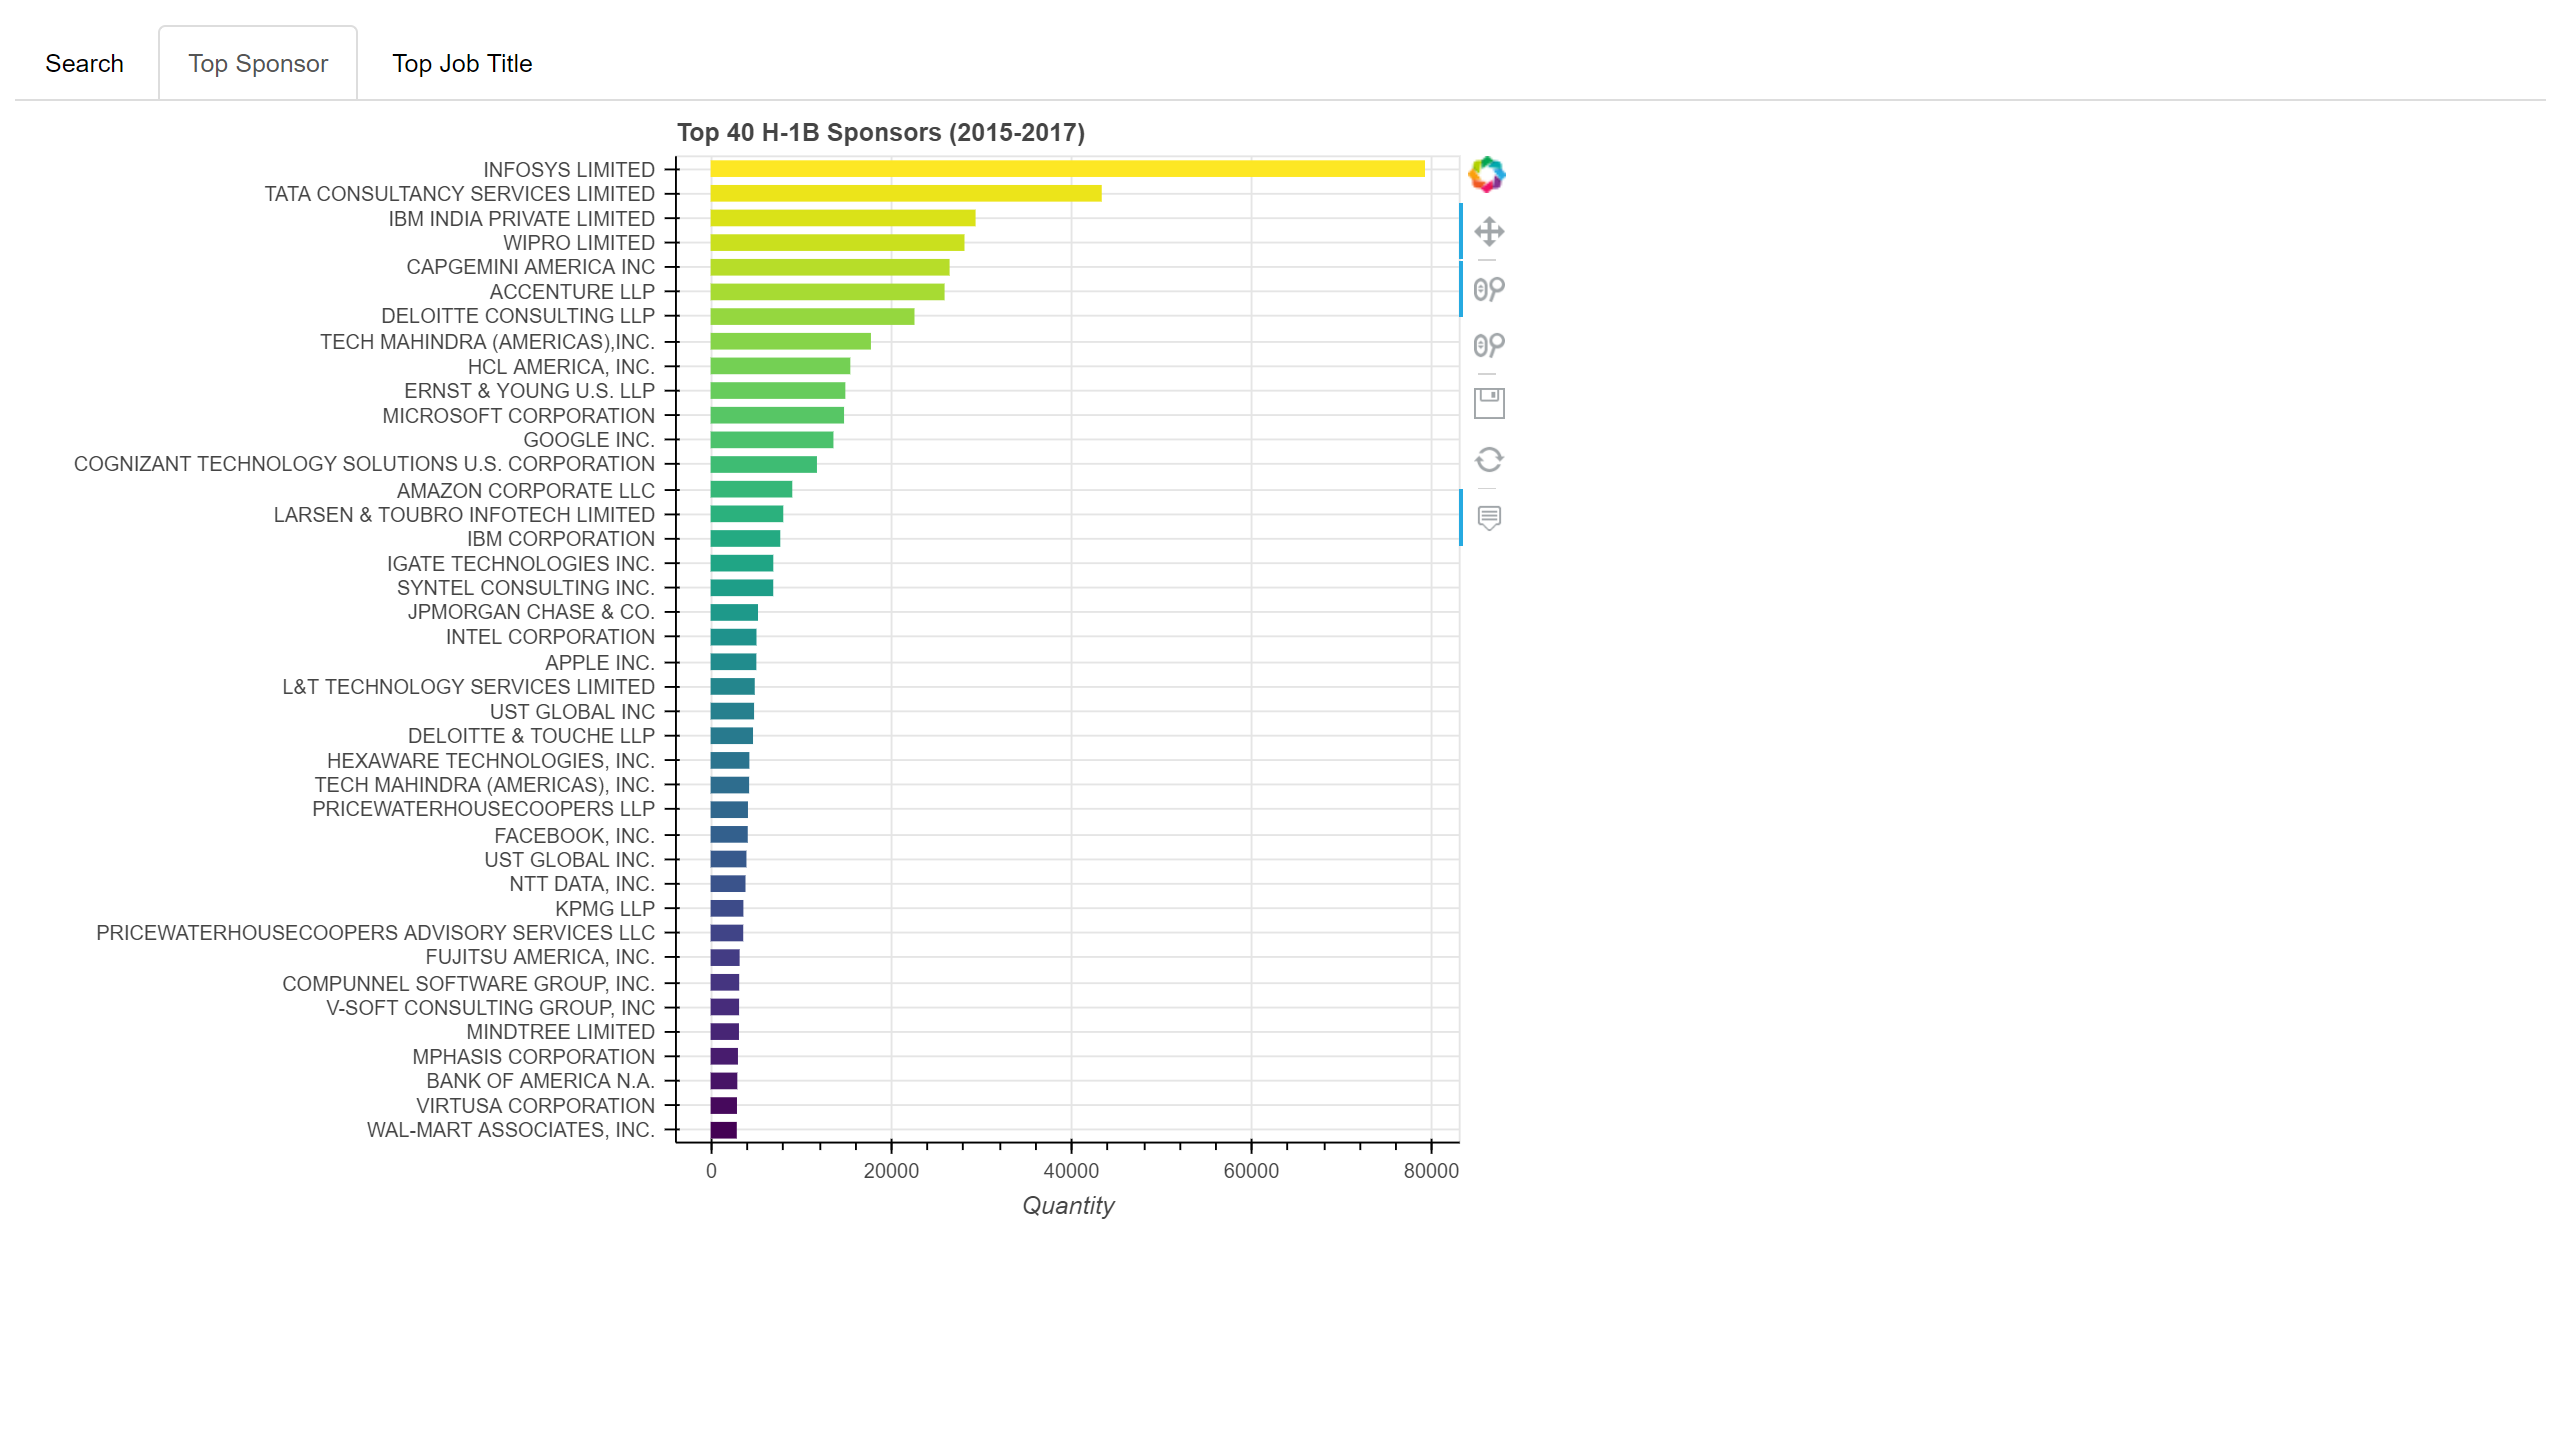 Search
Top Sponsor
Top Job Title
Top 40 H-1B Sponsors (2015-2017)
INFOSYS LIMITED
TATA CONSULTANCY SERVICES LIMITED
IBM INDIA PRIVATE LIMITED
WIPRO LIMITED
CAPGEMINI AMERICA INC
ACCENTURE LLP
DELOITTE CONSULTING LLP
TECH MAHINDRA (AMERICAS),INC.
HCL AMERICA, INC.
ERNST & YOUNG U.S. LLP
MICROSOFT CORPORATION
GOOGLE INC.
COGNIZANT TECHNOLOGY SOLUTIONS U.S. CORPORATION
AMAZON CORPORATE LLC
LARSEN & TOUBRO INFOTECH LIMITED
IBM CORPORATION
IGATE TECHNOLOGIES INC.
SYNTEL CONSULTING INC.
JPMORGAN CHASE & CO.
INTEL CORPORATION
APPLE INC.
L&T TECHNOLOGY SERVICES LIMITED
UST GLOBAL INC
DELOITTE & TOUCHE LLP
HEXAWARE TECHNOLOGIES, INC.
TECH MAHINDRA (AMERICAS), INC.
PRICEWATERHOUSECOOPERS LLP
FACEBOOK, INC.
UST GLOBAL INC.
NTT DATA, INC.
KPMG LLP
PRICEWATERHOUSECOOPERS ADVISORY SERVICES LLC
FUJITSU AMERICA, INC.
COMPUNNEL SOFTWARE GROUP, INC.
V-SOFT CONSULTING GROUP, INC
MINDTREE LIMITED
MPHASIS CORPORATION
BANK OF AMERICA N.A.
VIRTUSA CORPORATION
WAL-MART ASSOCIATES, INC.
0 20000 40000 60000 80000
Quantity